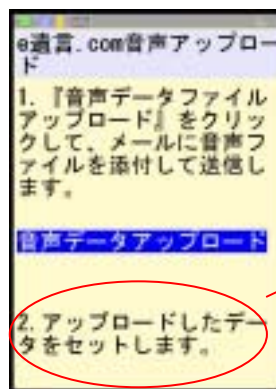 e遺言.com音声アップロー
ド
1. 『音声データファイル
アップロード』をクリッ
クして、メールに音声フ
ァイルを添付して送信し
ます。
音声データアップロード
2. アップロードしたデー
タをセットします。